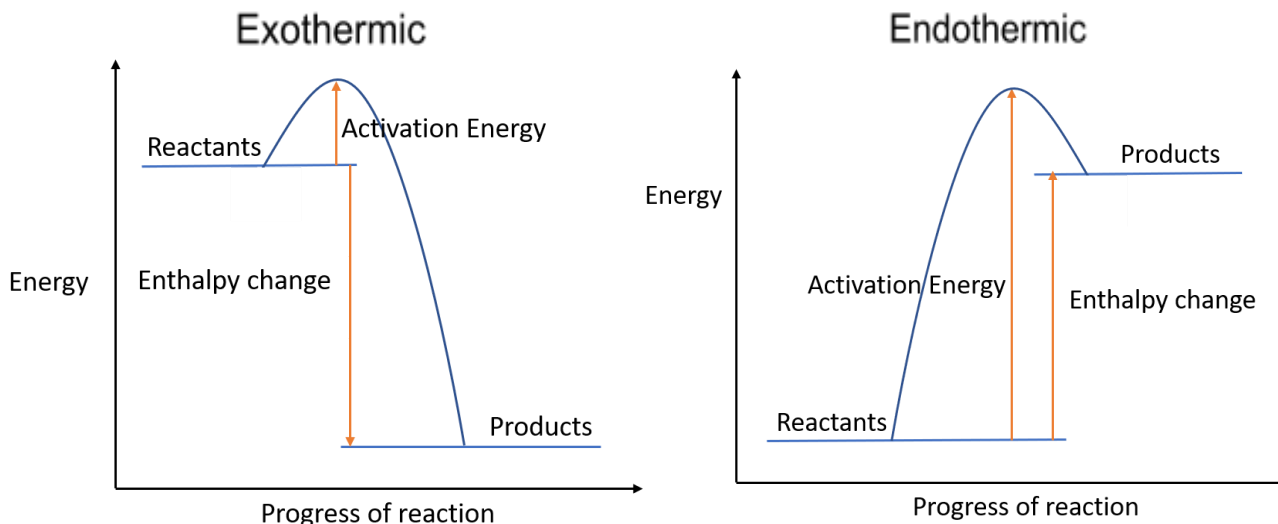 Exothermic
Activation Energy
Reactants
Energy
Enthalpy change
Products
Progress of reaction
Endothermic
Products
Energy
Activation Energy
Enthalpy change
Reactants
Progress of reaction